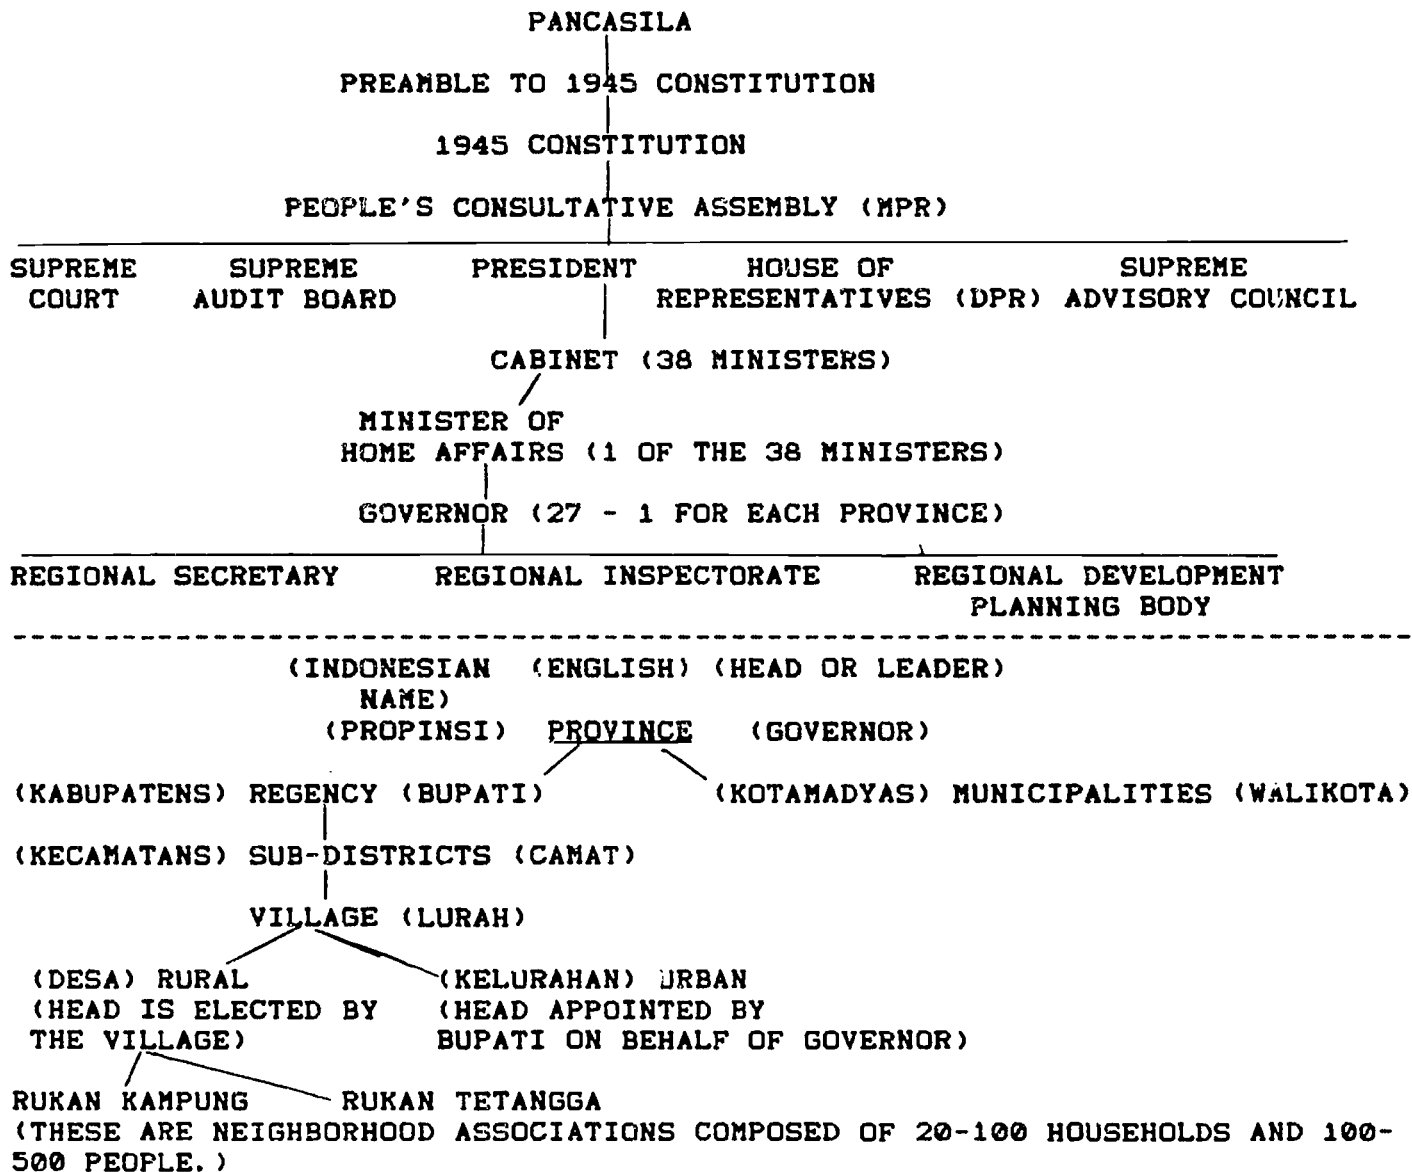 PANCASILA
PREAMBLE TO 1945 CONSTITUTION
1945 CONSTITUTION
PEOPLE'S CONSULTATIVE ASSEMBLY (MPR)
SUPREME SUPREME PRESIDENT HOUSE OF SUPREME
COURT AUDIT BOARD REPRESENTATIVES (DPR) ADVISORY COUNCIL
CABINET (38 MINISTERS)
MINISTER OF
HOME AFFAIRS (1 OF THE 38 MINISTERS)
GOVERNOR (27 - 1 FOR EACH PROVINCE)
REGIONAL SECRETARY REGIONAL INSPECTORATE REGIONAL DEVELOPMENT
PLANNING BODY
(INDONESIAN (ENGLISH) (HEAD OR LEADER)
NAME)
(PROPINSI) PROVINCE (GOVERNOR)
(KABUPATENS) REGENCY (BUPATI) (KOTAMADYAS) MUNICIPALITIES (WALIKOTA)
(KECAMATANS) SUB-DISTRICTS (CAMAT)
VILLAGE (LURAH)
(DESA) RURAL (KELURAHAN) URBAN
(HEAD IS ELECTED BY (HEAD APPOINTED BY
THE VILLAGE) BUPATI ON BEHALF OF GOVERNOR)
RUKAN KAMPUNG RUKAN TETANGGA
(THESE ARE NEIGHBORHOOD ASSOCIATIONS COMPOSED OF 20-100 HOUSEHOLDS AND 100-
500 PEOPLE.)